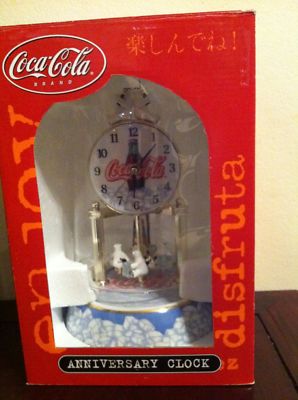 Coca-Cola
BRAND
楽しんでね!
enjoy
Coca-Cola
disfruta
ANNIVERSARY CLOCK
z